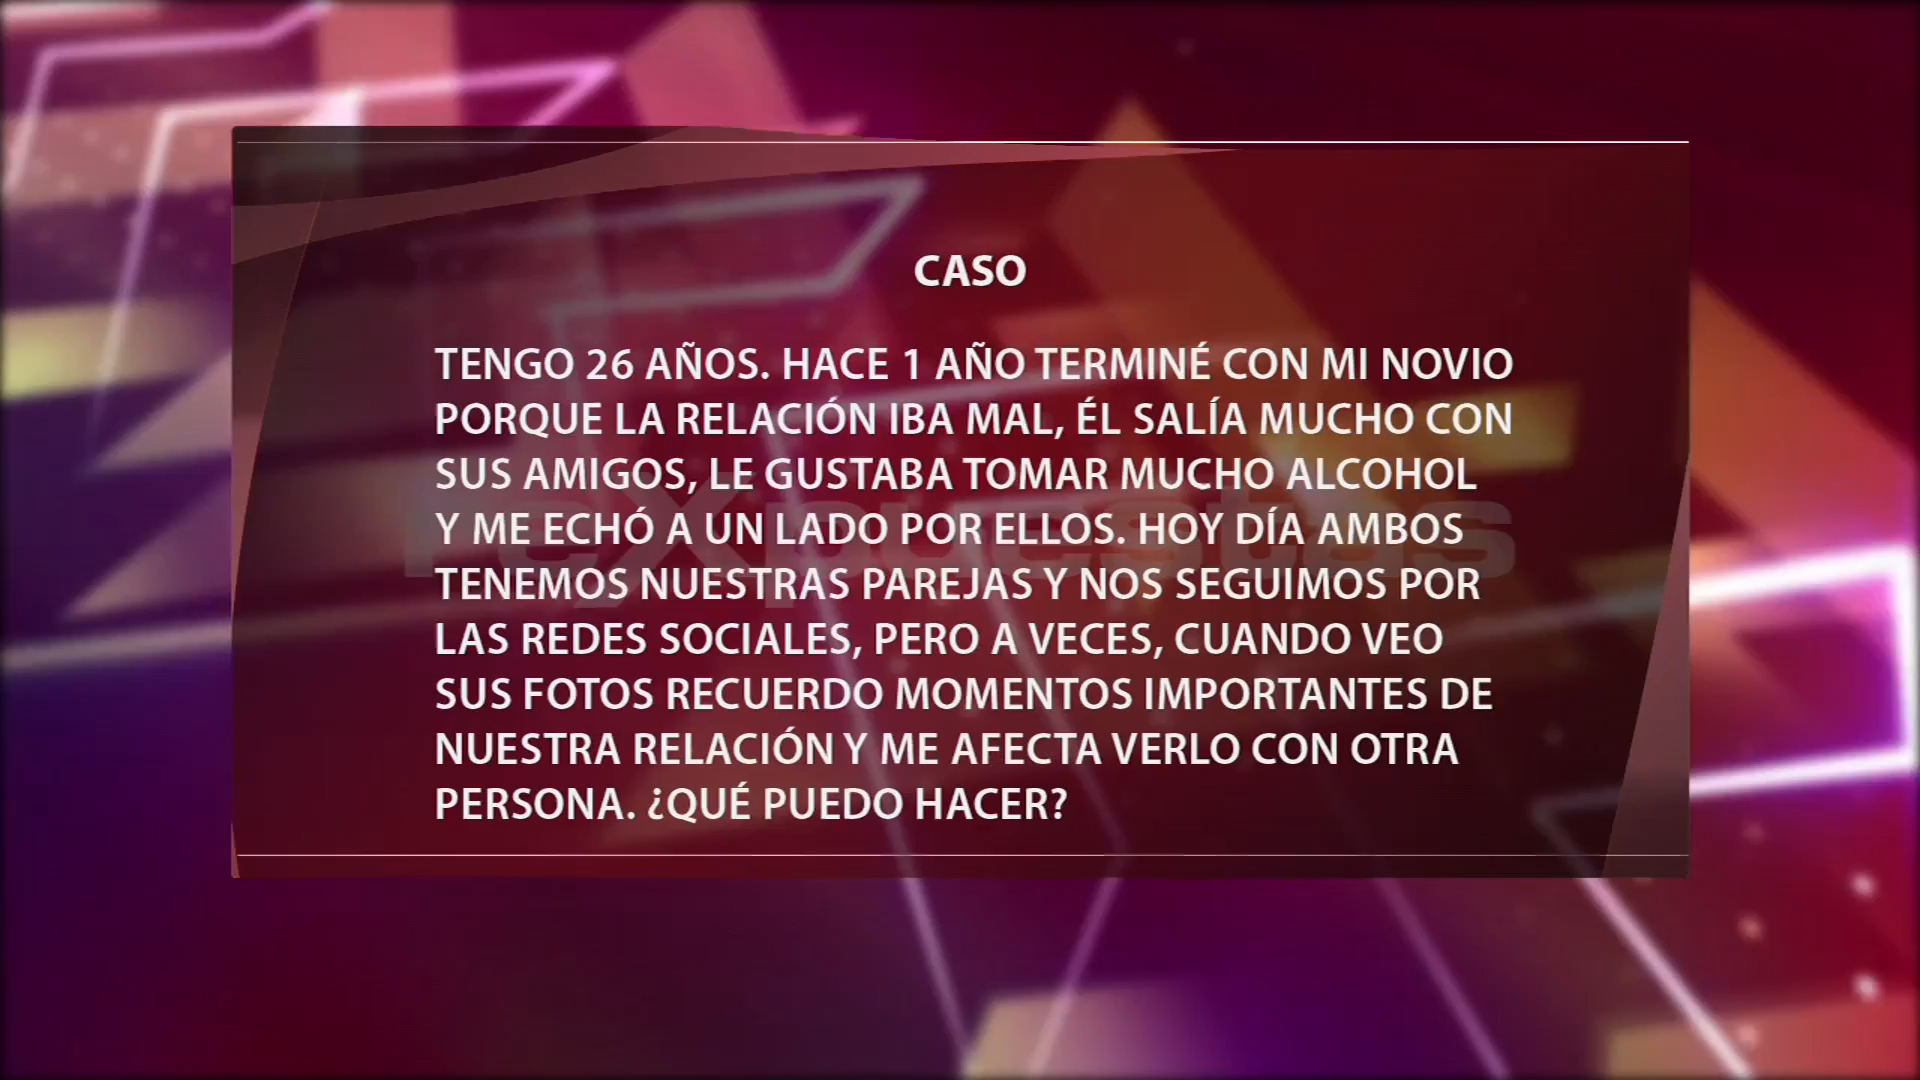 CASO
TENGO 26 AÑOS. HACE 1 AÑO TERMINÉ CON MI NOVIO
PORQUE LA RELACIÓN IBA MAL, ÉL SALÍA MUCHO CON
SUS AMIGOS, LE GUSTABA TOMAR MUCHO ALCOHOL
Y ME ECHÓ A UN LADO POR ELLOS. HOY DÍA AMBOS
TENEMOS NUESTRAS PAREJAS Y NOS SEGUIMOS POR
LAS REDES SOCIALES, PERO A VECES, CUANDO VEO
SUS FOTOS RECUERDO MOMENTOS IMPORTANTES DE
NUESTRA RELACIÓN Y ME AFECTA VERLO CON OTRA
PERSONA. ¿QUÉ PUEDO HACER?